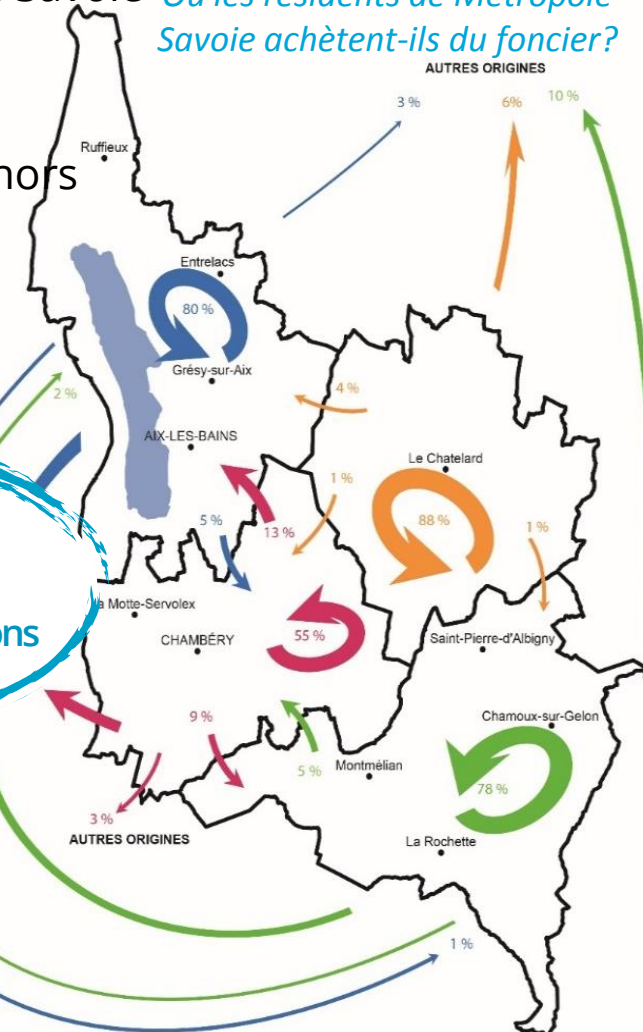 Savoie
Où les résidents de Métropole
Savoie achètent-ils du foncier?
AUTRES ORIGINES
3 %
6%
10 %
Ruffieux
hors
Entrelacs
80 %
Grésy-sur-Aix
2 %
4 %
AIX-LES-BAINS
Le Chatelard
1 %
5 %
13 %
88 %
1 %
a Motte-Servolex
ons
CHAMBÉRY
55 %
Saint-Pierre-d'Albigny
9 %
Chamoux-sur-Gelon
5 %
Montmélian
78 %
3 %
AUTRES ORIGINES
La Rochette
1 %